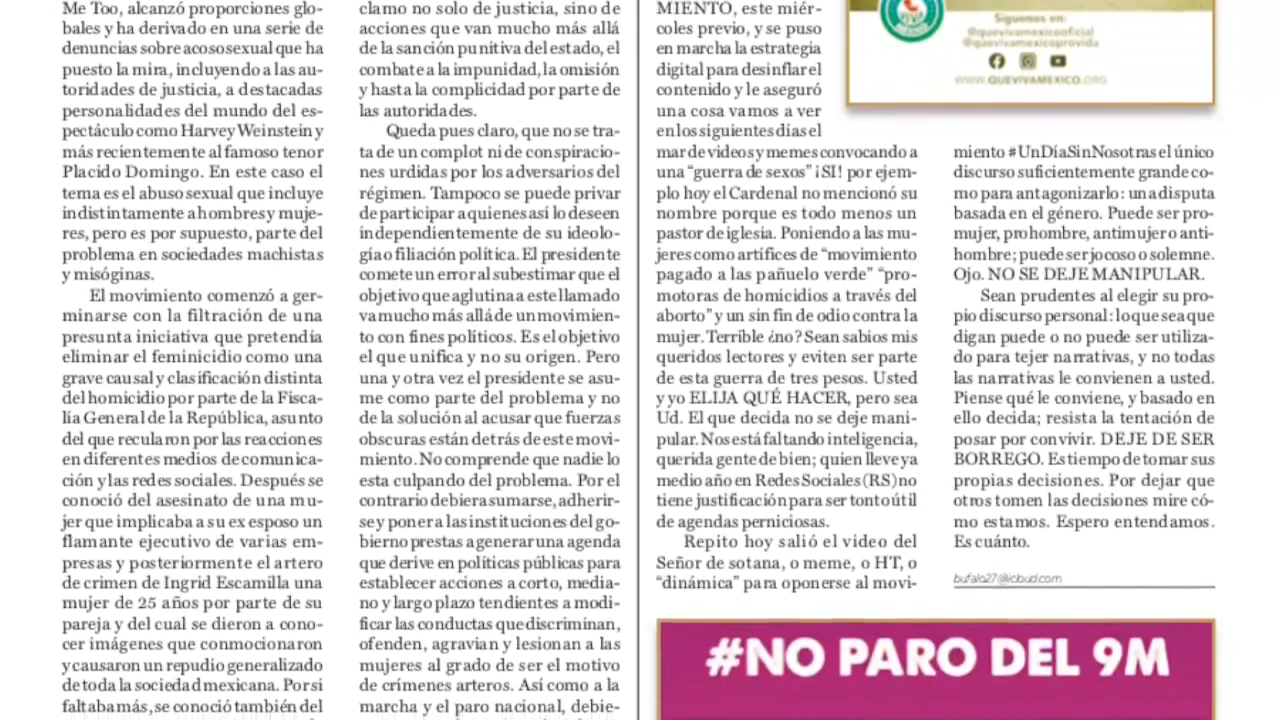 Me Too, alcanzó proporciones glo-
bales y ha derivado en una serie de
denuncias sobre acoso sexual que ha
puesto la mira, incluyendo a las au-
toridades de justicia, a destacadas
personalidades del mundo del es-
pectáculo como Harvey Weinstein y
más recientemente al famoso tenor
Placido Domingo. En este caso el
tema es el abuso sexual que incluye
indistintamente a hombres y muje-
res, pero es por supuesto, parte del
problema en sociedades machistas
y misóginas.
El movimiento comenzó a ger-
minarse con la filtración de una
presunta iniciativa que pretendía
eliminar el feminicidio como una
grave causal y clasificación distinta
del homicidio por parte de la Fisca-
lía General de la República, asunto
del que recularon por las reacciones
en diferentes medios de comunica-
ción y las redes sociales. Después se
conoció del asesinato de una mu-
jer que implicaba a su ex esposo un
flamante ejecutivo de varias em-
presas y posteriormente el artero
de crimen de Ingrid Escamilla una
mujer de 25 años por parte de su
pareja y del cual se dieron a cono-
cer imágenes que conmocionaron
y causaron un repudio generalizado
de toda la sociedad mexicana. Por si
faltaba más, se conoció también del
clamo no solo de justicia, sino de
acciones que van mucho más allá
de la sanción punitiva del estado, el
combate a la impunidad, la omisión
y hasta la complicidad por parte de
las autoridades.
Queda pues claro, que no se tra-
ta de un complot ni de conspiracio-
nes urdidas por los adversarios del
régimen. Tampoco se puede privar
de participar a quienes así lo deseen
independientemente de su ideolo-
gía o filiación política. El presidente
comete un error al subestimar que el
objetivo que aglutina a este llamado
va mucho más allá de un movimien-
to con fines políticos. Es el objetivo
el que unifica y no su origen. Pero
una y otra vez el presidente se asu-
me como parte del problema y no
de la solución al acusar que fuerzas
obscuras están detrás de este movi-
miento. No comprende que nadie lo
esta culpando del problema. Por el
contrario debiera sumarse, adherir-
se y poner a las instituciones del go-
bierno prestas a generar una agenda
que derive en políticas públicas para
establecer acciones a corto, media-
no y largo plazo tendientes a modi-
ficar las conductas que discriminan,
ofenden, agravian y lesionan a las
mujeres al grado de ser el motivo
de crímenes arteros. Así como a la
marcha y el paro nacional, debie-
MIENTO, este miér-
coles previo, y se puso
en marcha la estrategia
digital para desinflar el
contenido y le aseguró
una cosa vamos a ver
en los siguientes días el
mar de videos y memes convocando a
una “guerra de sexos” ¡SI! por ejem-
plo hoy el Cardenal no mencionó su
nombre porque es todo menos un
pastor de iglesia. Poniendo a las mu-
jeres como artífices de “movimiento
pagado a las pañuelo verde” “pro-
motoras de homicidios a través del
aborto” y un sin fin de odio contra la
mujer. Terrible ¿no? Sean sabios mis
queridos lectores y eviten ser parte
de esta guerra de tres pesos. Usted
y yo ELIJA QUÉ HACER, pero sea
Ud. El que decida no se deje mani-
pular. Nos está faltando inteligencia,
querida gente de bien; quien lleve ya
medio año en Redes Sociales (RS) no
tiene justificación para ser tonto útil
de agendas perniciosas.
Repito hoy salió el video del
Señor de sotana, o meme, o HT, o
“dinámica” para oponerse al movi-
VIVA
Síguenos en:
@quevivamexicooficial
@quevivamexicoprovida
WWW.QUEVIVAMEXICO.ORG
miento #UnDíaSinNosotras el único
discurso suficientemente grande co-
mo para antagonizarlo: una disputa
basada en el género. Puede ser pro-
mujer, prohombre, antimujer o anti-
hombre; puede ser jocoso o solemne.
Ojo. NO SE DEJE MANIPULAR.
Sean prudentes al elegir su pro-
pio discurso personal: lo que sea que
digan puede o no puede ser utiliza-
do para tejer narrativas, y no todas
las narrativas le convienen a usted.
Piense qué le conviene, y basado en
ello decida; resista la tentación de
posar por convivir. DEJE DE SER
BORREGO. Es tiempo de tomar sus
propias decisiones. Por dejar que
otros tomen las decisiones mire có-
mo estamos. Espero entendamos.
Es cuánto.
bufalo27@icloud.com
#NO PARO DEL 9M